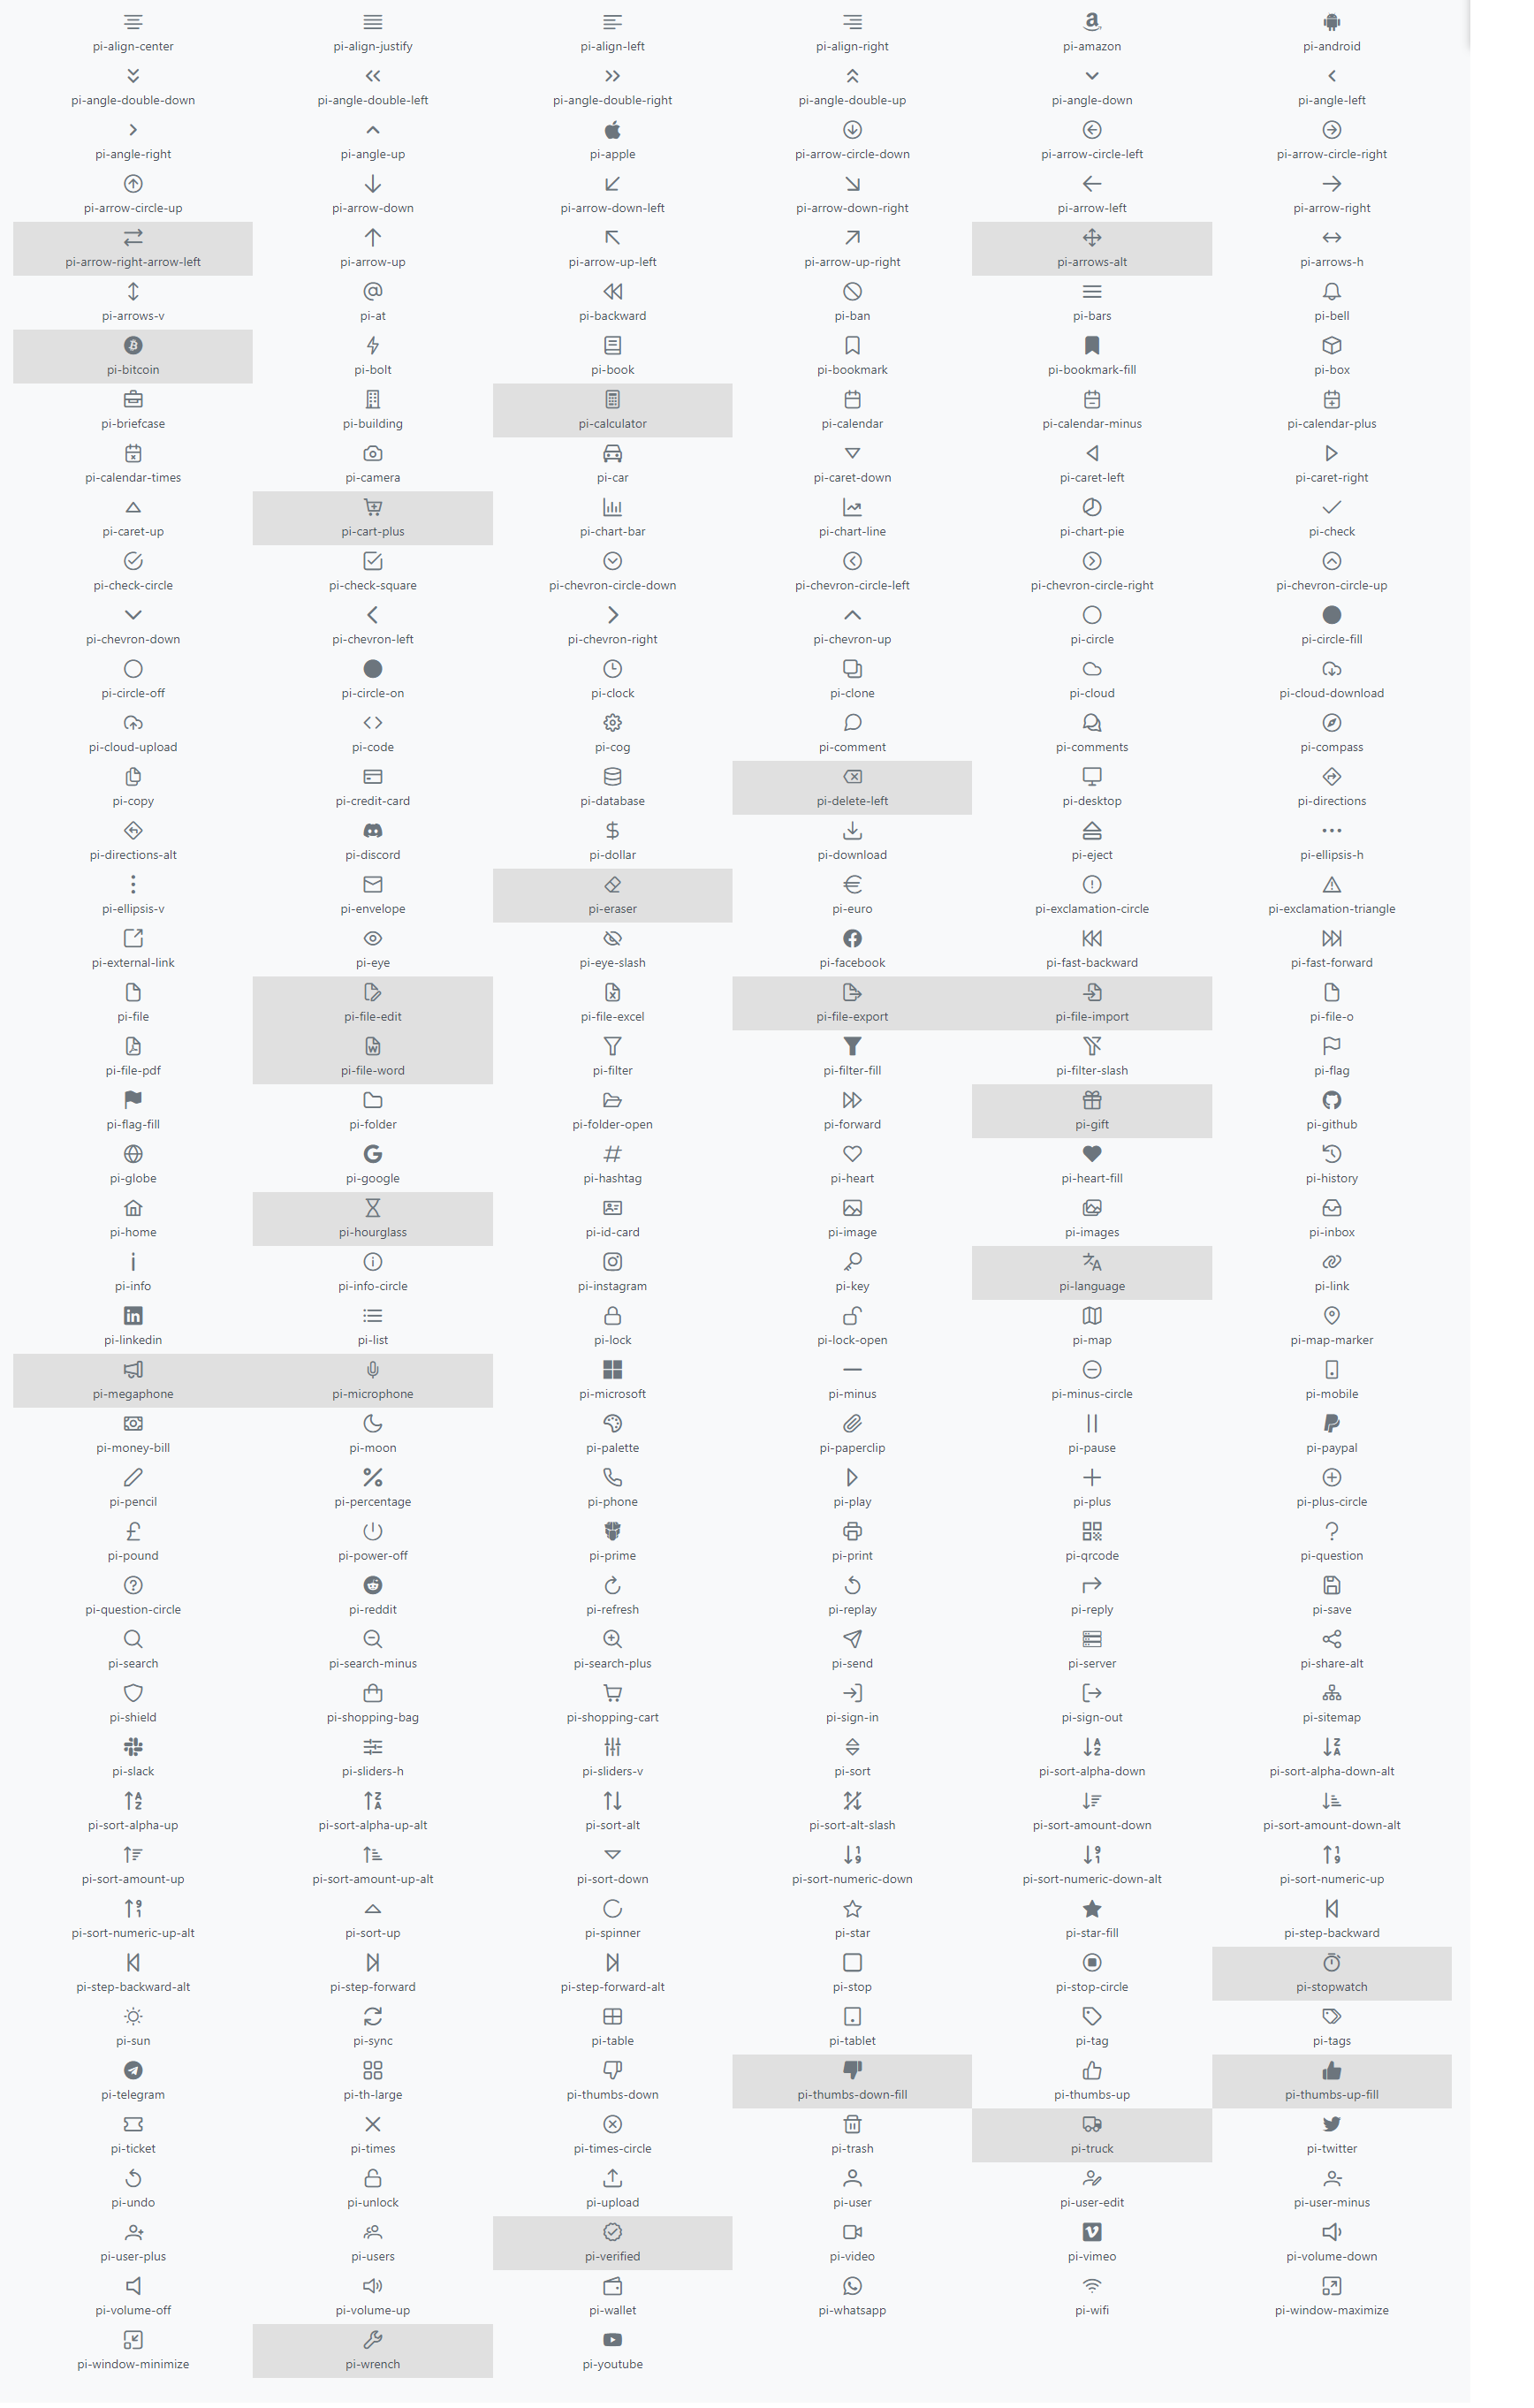 pi-align-center pi-align-justify pi-align-left pi-align-right pi-amazon pi-android
pi-angle-double-down pi-angle-double-left pi-angle-double-right pi-angle-double-up pi-angle-down pi-angle-left
pi-angle-right pi-angle-up pi-apple pi-arrow-circle-down pi-arrow-circle-left pi-arrow-circle-right
pi-arrow-circle-up pi-arrow-down pi-arrow-down-left pi-arrow-down-right pi-arrow-left pi-arrow-right
pi-arrow-right-arrow-left pi-arrow-up pi-arrow-up-left pi-arrow-up-right pi-arrows-alt pi-arrows-h
pi-arrows-v pi-at pi-backward pi-ban pi-bars pi-bell
pi-bitcoin pi-bolt pi-book pi-bookmark pi-bookmark-fill pi-box
pi-briefcase pi-building pi-calculator pi-calendar pi-calendar-minus pi-calendar-plus
pi-calendar-times pi-camera pi-car pi-caret-down pi-caret-left pi-caret-right
pi-caret-up pi-cart-plus pi-chart-bar pi-chart-line pi-chart-pie pi-check
pi-check-circle pi-check-square pi-chevron-circle-down pi-chevron-circle-left pi-chevron-circle-right pi-chevron-circle-up
pi-chevron-down pi-chevron-left pi-chevron-right pi-chevron-up pi-circle pi-circle-fill
pi-circle-off pi-circle-on pi-clock pi-clone pi-cloud pi-cloud-download
pi-cloud-upload pi-code pi-cog pi-comment pi-comments pi-compass
pi-copy pi-credit-card pi-database pi-delete-left pi-desktop pi-directions
pi-directions-alt pi-discord pi-dollar pi-download pi-eject pi-ellipsis-h
pi-ellipsis-v pi-envelope pi-eraser pi-euro pi-exclamation-circle pi-exclamation-triangle
pi-external-link pi-eye pi-eye-slash pi-facebook pi-fast-backward pi-fast-forward
pi-file pi-file-edit pi-file-excel pi-file-export pi-file-import pi-file-o
pi-file-pdf pi-file-word pi-filter pi-filter-fill pi-filter-slash pi-flag
pi-flag-fill pi-folder pi-folder-open pi-forward pi-gift pi-github
pi-globe pi-google pi-hashtag pi-heart pi-heart-fill pi-history
pi-home pi-hourglass pi-id-card pi-image pi-images pi-inbox
pi-info pi-info-circle pi-instagram pi-key pi-language pi-link
pi-linkedin pi-list pi-lock pi-lock-open pi-map pi-map-marker
pi-megaphone pi-microphone pi-microsoft pi-minus pi-minus-circle pi-mobile
pi-money-bill pi-moon pi-palette pi-paperclip pi-pause pi-paypal
pi-pencil pi-percentage pi-phone pi-play pi-plus pi-plus-circle
pi-pound pi-power-off pi-prime pi-print pi-qrcode pi-question
pi-question-circle pi-reddit pi-refresh pi-replay pi-reply pi-save
pi-search pi-search-minus pi-search-plus pi-send pi-server pi-share-alt
pi-shield pi-shopping-bag pi-shopping-cart pi-sign-in pi-sign-out pi-sitemap
pi-slack pi-sliders-h pi-sliders-v pi-sort pi-sort-alpha-down pi-sort-alpha-down-alt
pi-sort-alpha-up pi-sort-alpha-up-alt pi-sort-alt pi-sort-alt-slash pi-sort-amount-down pi-sort-amount-down-alt
pi-sort-amount-up pi-sort-amount-up-alt pi-sort-down pi-sort-numeric-down pi-sort-numeric-down-alt pi-sort-numeric-up
pi-sort-numeric-up-alt pi-sort-up pi-spinner pi-star pi-star-fill pi-step-backward
pi-step-backward-alt pi-step-forward pi-step-forward-alt pi-stop pi-stop-circle pi-stopwatch
pi-sun pi-sync pi-table pi-tablet pi-tag pi-tags
pi-telegram pi-th-large pi-thumbs-down pi-thumbs-down-fill pi-thumbs-up pi-thumbs-up-fill
pi-ticket pi-times pi-times-circle pi-trash pi-truck pi-twitter
pi-undo pi-unlock pi-upload pi-user pi-user-edit pi-user-minus
pi-user-plus pi-users pi-verified pi-video pi-vimeo pi-volume-down
pi-volume-off pi-volume-up pi-wallet pi-whatsapp pi-wifi pi-window-maximize
pi-window-minimize pi-wrench pi-youtube